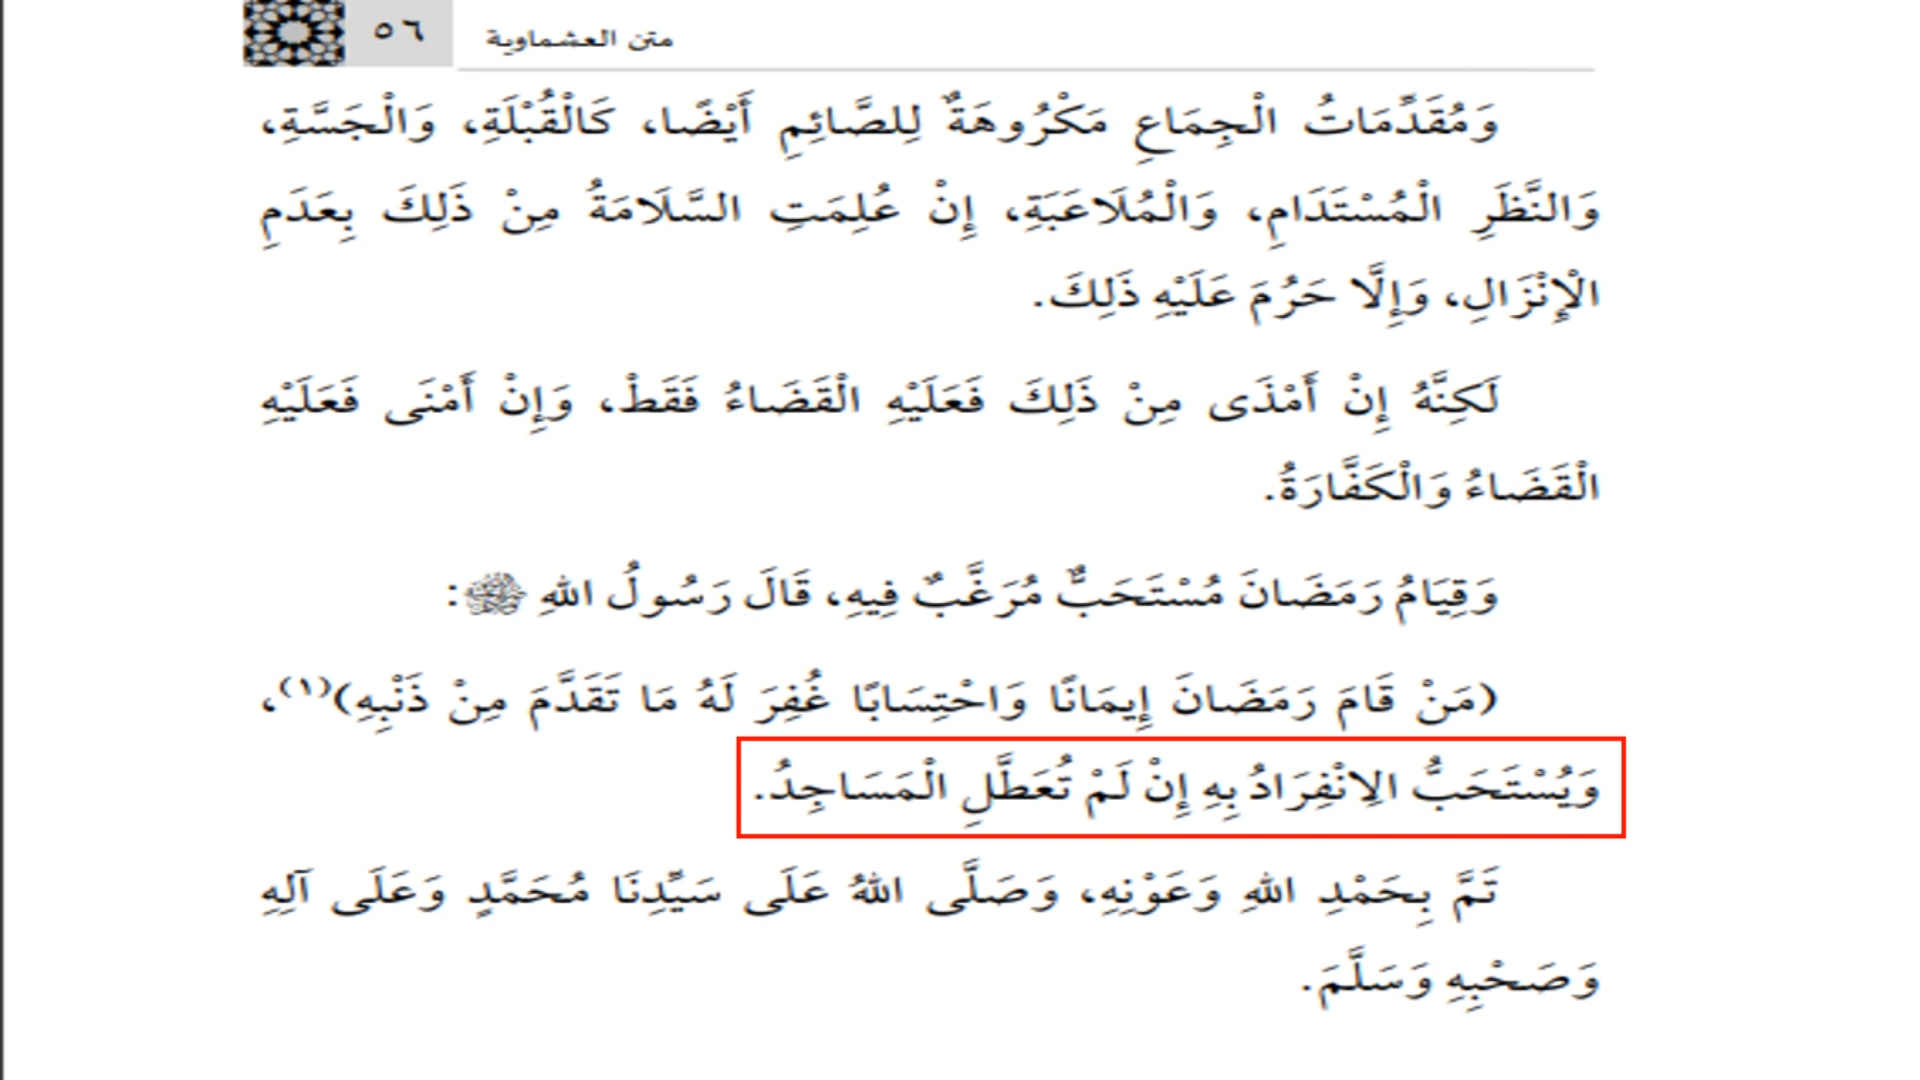 متن العشماوية ٥٦
وَمُقَدِّمَاتُ الْجِمَاعِ مَكْرُوهَةٌ لِلصَّائِمِ أَيْضًا، كَالْقُبْلَةِ، وَالْجَسَّةِ،
وَالنَّظَرِ الْمُسْتَدَامِ، وَالْمُلَاعَبَةِ، إِنْ عُلِمَتِ السَّلَامَةُ مِنْ ذَلِكَ بِعَدَمِ
الْإِنْزَالِ، وَإِلَّا حَرُمَ عَلَيْهِ ذَلِكَ.
لَكِنَّهُ إِنْ أَمْذَى مِنْ ذَلِكَ فَعَلَيْهِ الْقَضَاءُ فَقَطْ، وَإِنْ أَمْنَى فَعَلَيْهِ
الْقَضَاءُ وَالْكَفَّارَةُ.
وَقِيَامُ رَمَضَانَ مُسْتَحَبٌّ مُرَغَّبٌ فِيهِ، قَالَ رَسُولُ اللهِ ﷺ:
(مَنْ قَامَ رَمَضَانَ إِيمَانًا وَاحْتِسَابًا غُفِرَ لَهُ مَا تَقَدَّمَ مِنْ ذَنْبِهِ)(١)،
وَيُسْتَحَبُّ الِانْفِرَادُ بِهِ إِنْ لَمْ تُعَطَّلِ الْمَسَاجِدُ.
تَمَّ بِحَمْدِ اللهِ وَعَوْنِهِ، وَصَلَّى اللهُ عَلَى سَيِّدِنَا مُحَمَّدٍ وَعَلَى آلِهِ
وَصَحْبِهِ وَسَلَّمَ.